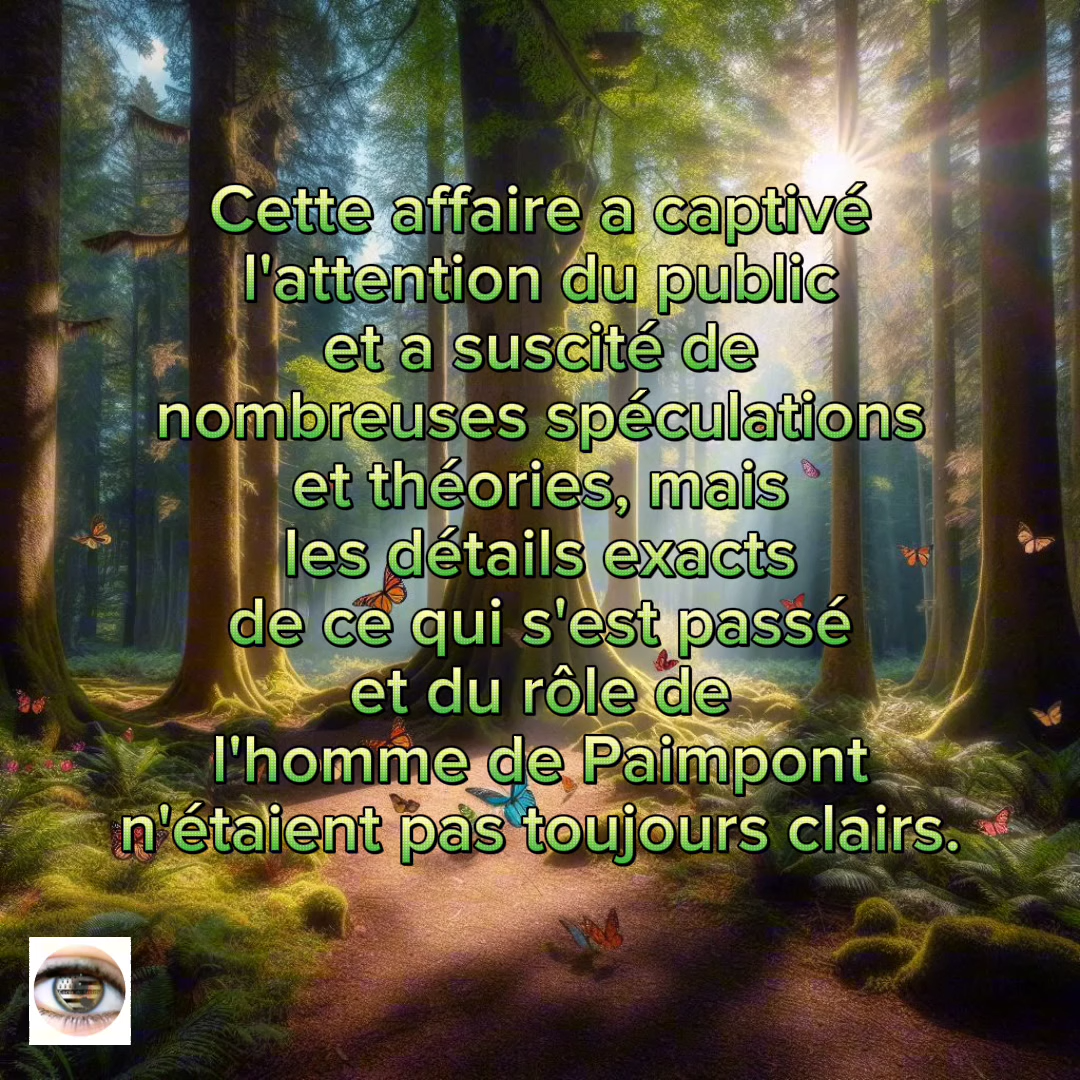 Cette affaire a captivé
l'attention du public
et a suscité de
nombreuses spéculations
et théories, mais
les détails exacts
de ce qui s'est passé
et du rôle de
l'homme de Paimpont
n'étaient pas toujours clairs.